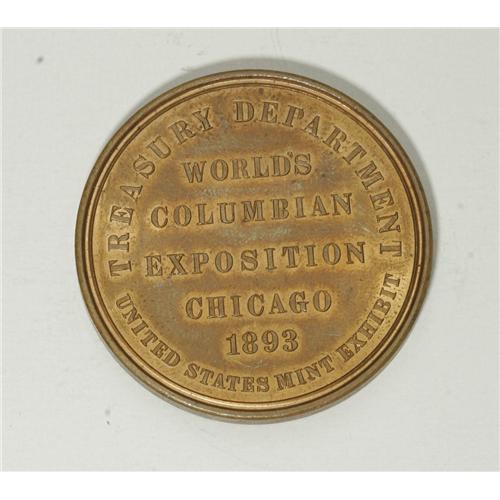 TREASURY DEPARTMENT
WORLD'S
COLUMBIAN
EXPOSITION
CHICAGO
1893
UNITED STATES MINT EXHIBIT